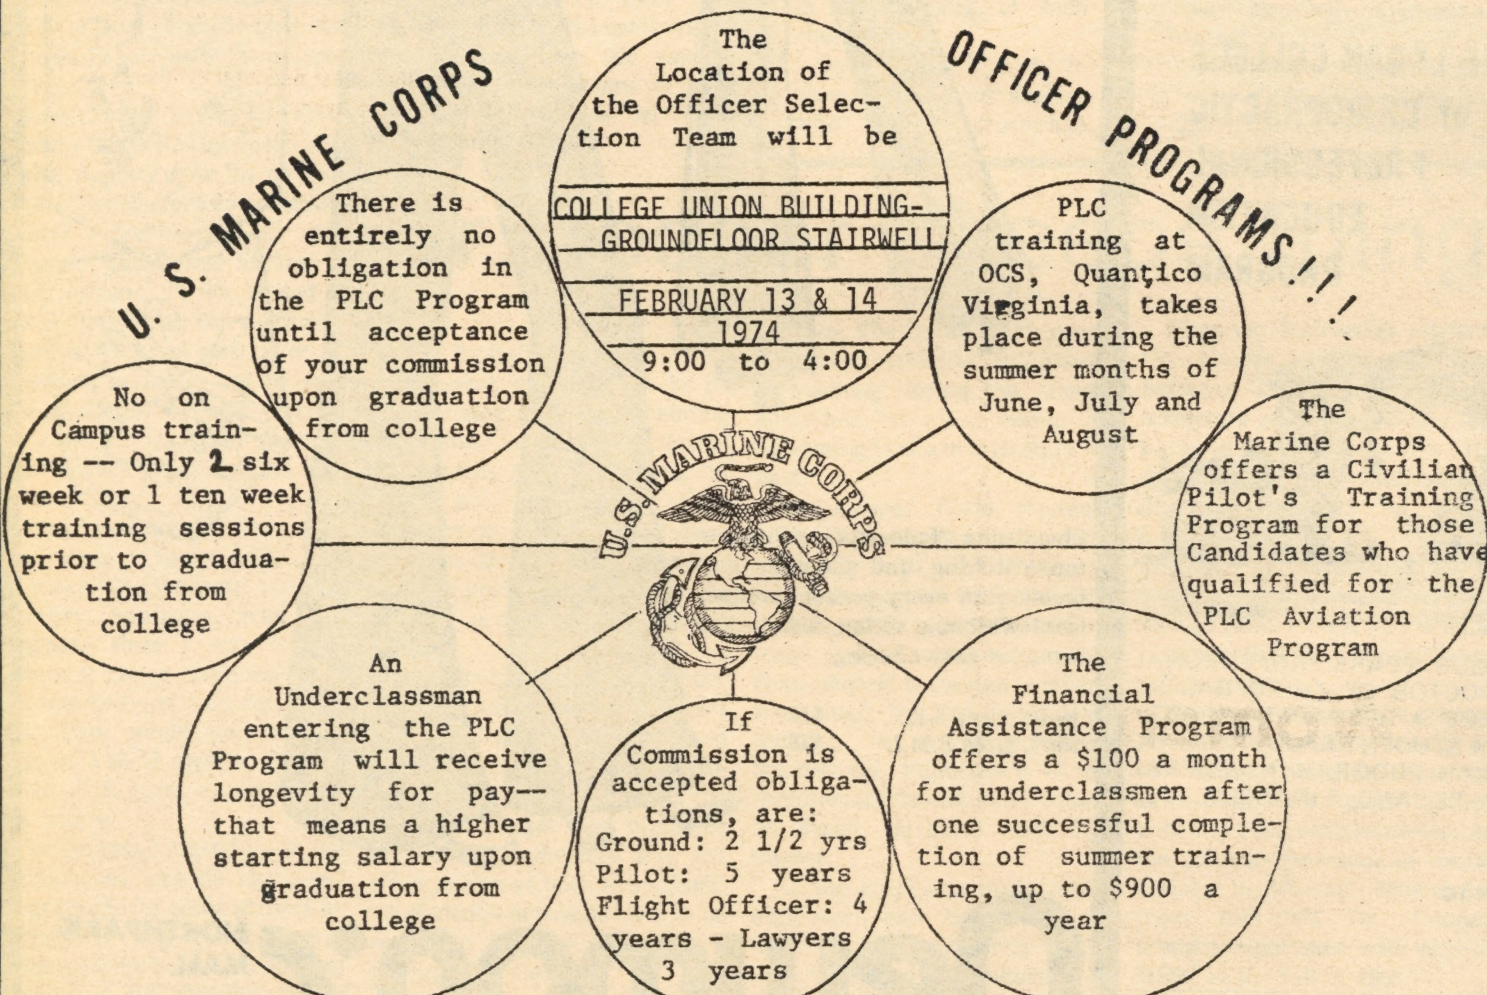 U. S. MARINE CORPS
OFFICER PROGRAMS!!!
The
Location of
the Officer Selec-
tion Team will be
COLLEGE UNION BUILDING-
GROUNDFLOOR STAIRWELL
FEBRUARY 13 & 14
1974
9:00 to 4:00
There is
entirely no
obligation in
the PLC Program
until acceptance
of your commission
upon graduation
from college
PLC
training at
OCS, Quantico
Virginia, takes
place during the
summer months of
June, July and
August
No on
Campus train-
ing -- Only 2 six
week or 1 ten week
training sessions
prior to gradua-
tion from
college
U.S. MARINE CORPS
The
Marine Corps
offers a Civilian
Pilot's Training
Program for those
Candidates who have
qualified for the
PLC Aviation
Program
An
Underclassman
entering the PLC
Program will receive
longevity for pay--
that means a higher
starting salary upon
graduation from
college
If
Commission is
accepted obliga-
tions, are:
Ground: 2 1/2 yrs
Pilot: 5 years
Flight Officer: 4
years - Lawyers
3 years
The
Financial
Assistance Program
offers a $100 a month
for underclassmen after
one successful comple-
tion of summer train-
ing, up to $900 a
year